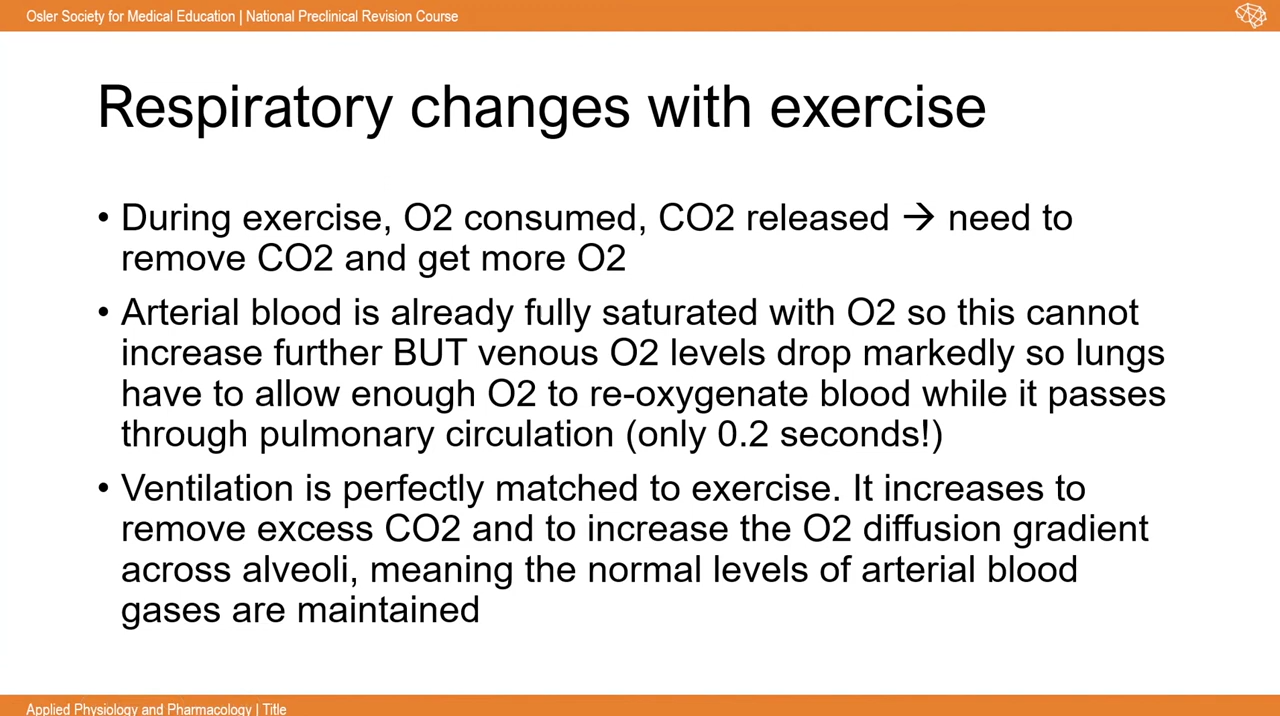 Osler Society for Medical Education | National Preclinical Revision Course
Respiratory changes with exercise
• During exercise, O2 consumed, CO2 released → need to
remove CO2 and get more O2
• Arterial blood is already fully saturated with O2 so this cannot
increase further BUT venous O2 levels drop markedly so lungs
have to allow enough O2 to re-oxygenate blood while it passes
through pulmonary circulation (only 0.2 seconds!)
• Ventilation is perfectly matched to exercise. It increases to
remove excess CO2 and to increase the O2 diffusion gradient
across alveoli, meaning the normal levels of arterial blood
gases are maintained
Applied Physiology and Pharmacology | Title